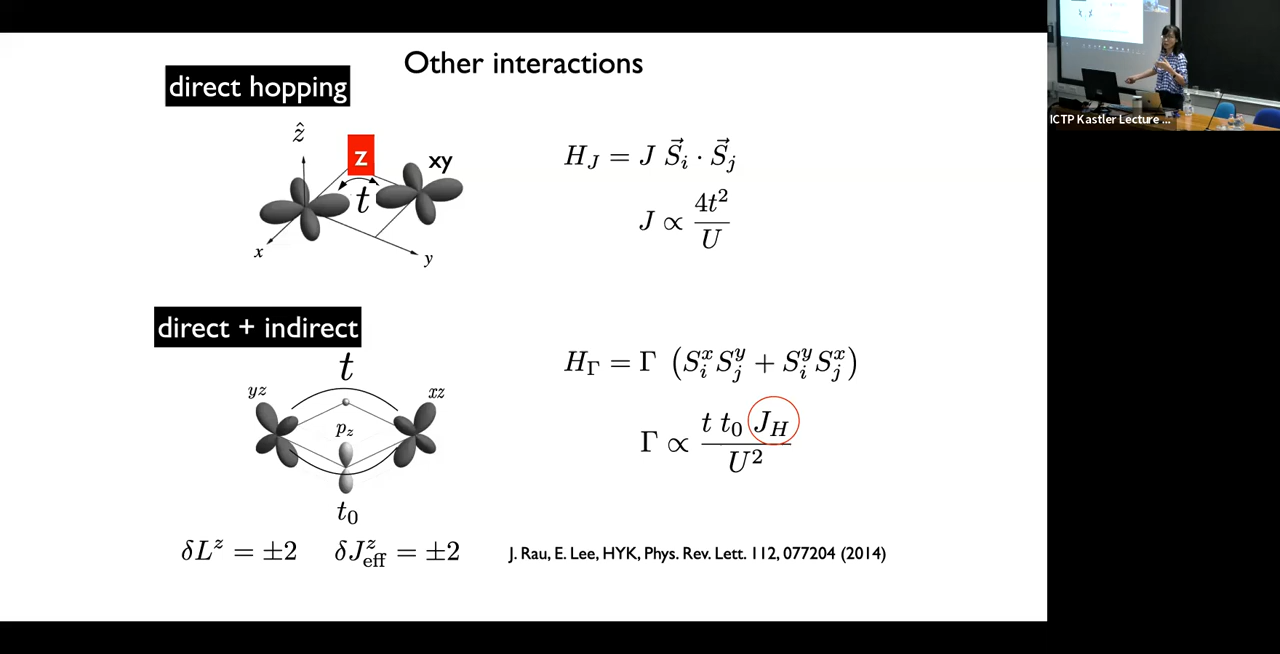 Other interactions
direct hopping
ẑ
z
xy
t
x
y
H_J = J S⃗_i · S⃗_j
J ∝ 4t²/U
direct + indirect
t
yz
xz
p_z
t₀
δL^z = ±2 δJ^z_eff = ±2
H_Γ = Γ (S_i^x S_j^y + S_i^y S_j^x)
Γ ∝ t t₀ J_H / U²
J. Rau, E. Lee, HYK, Phys. Rev. Lett. 112, 077204 (2014)
ICTP Kastler Lecture ...